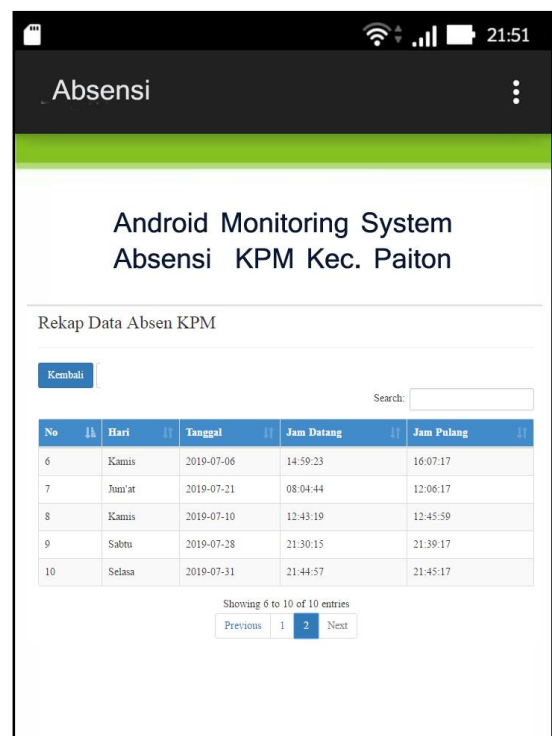 21:51
Absensi
Android Monitoring System
Absensi KPM Kec. Paiton
Rekap Data Absen KPM
Kembali
Search:
No Hari Tanggal Jam Datang Jam Pulang
6 Kamis 2019-07-06 14:59:23 16:07:17
7 Jum'at 2019-07-21 08:04:44 12:06:17
8 Kamis 2019-07-10 12:43:19 12:45:59
9 Sabtu 2019-07-28 21:30:15 21:39:17
10 Selasa 2019-07-31 21:44:57 21:45:17
Showing 6 to 10 of 10 entries
Previous 1 2 Next